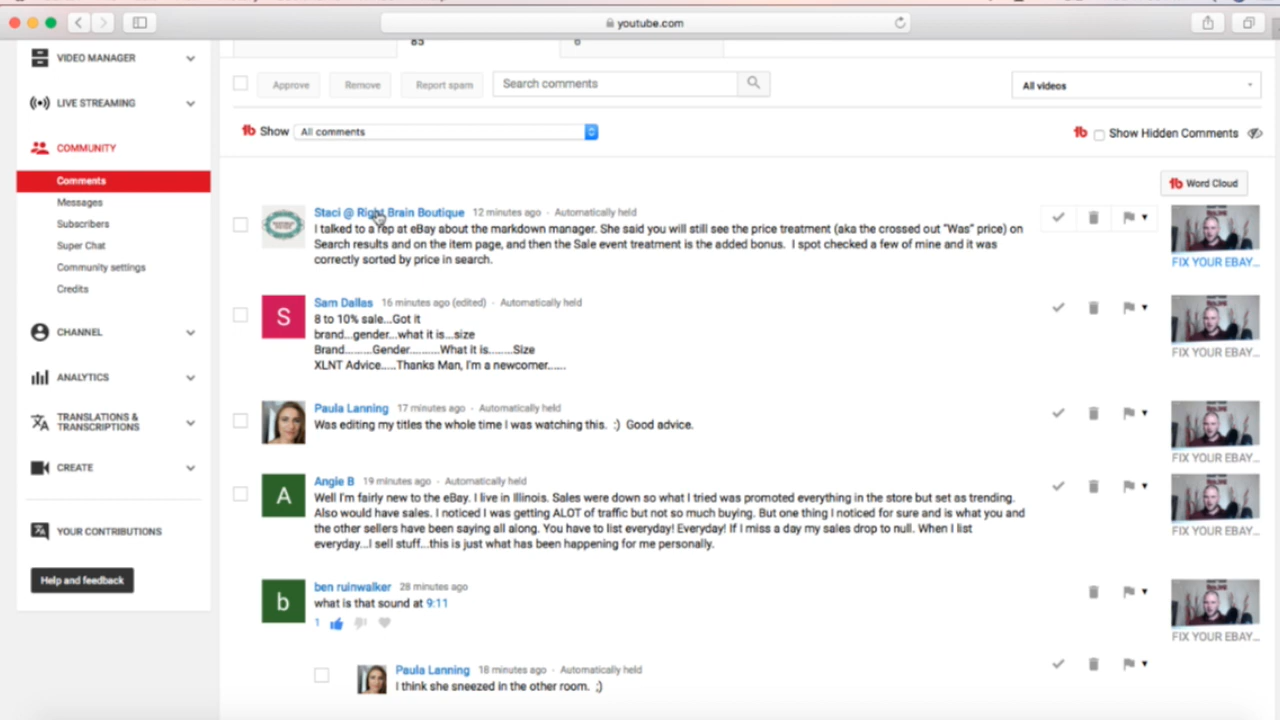 youtube.com
85
6
VIDEO MANAGER
LIVE STREAMING
COMMUNITY
Comments
Messages
Subscribers
Super Chat
Community settings
Credits
CHANNEL
ANALYTICS
TRANSLATIONS &
TRANSCRIPTIONS
CREATE
YOUR CONTRIBUTIONS
Help and feedback
Approve
Remove
Report spam
Search comments
All videos
tb Show All comments
tb Show Hidden Comments
tb Word Cloud
Staci @ Right Brain Boutique 12 minutes ago · Automatically held
I talked to a rep at eBay about the markdown manager. She said you will still see the price treatment (aka the crossed out "Was" price) on
Search results and on the item page, and then the Sale event treatment is the added bonus. I spot checked a few of mine and it was
correctly sorted by price in search.
FIX YOUR EBAY...
S
Sam Dallas 16 minutes ago (edited) · Automatically held
8 to 10% sale...Got it
brand...gender...what it is...size
Brand.........Gender..........What it is........Size
XLNT Advice.....Thanks Man, I'm a newcomer.......
FIX YOUR EBAY...
Paula Lanning 17 minutes ago · Automatically held
Was editing my titles the whole time I was watching this. :) Good advice.
FIX YOUR EBAY...
A
Angie B 19 minutes ago · Automatically held
Well I'm fairly new to the eBay. I live in Illinois. Sales were down so what I tried was promoted everything in the store but set as trending.
Also would have sales. I noticed I was getting ALOT of traffic but not so much buying. But one thing I noticed for sure and is what you and
the other sellers have been saying all along. You have to list everyday! Everyday! If I miss a day my sales drop to null. When I list
everyday...I sell stuff...this is just what has been happening for me personally.
FIX YOUR EBAY...
b
ben ruinwalker 28 minutes ago
what is that sound at 9:11
1
FIX YOUR EBAY...
Paula Lanning 18 minutes ago · Automatically held
I think she sneezed in the other room. ;)